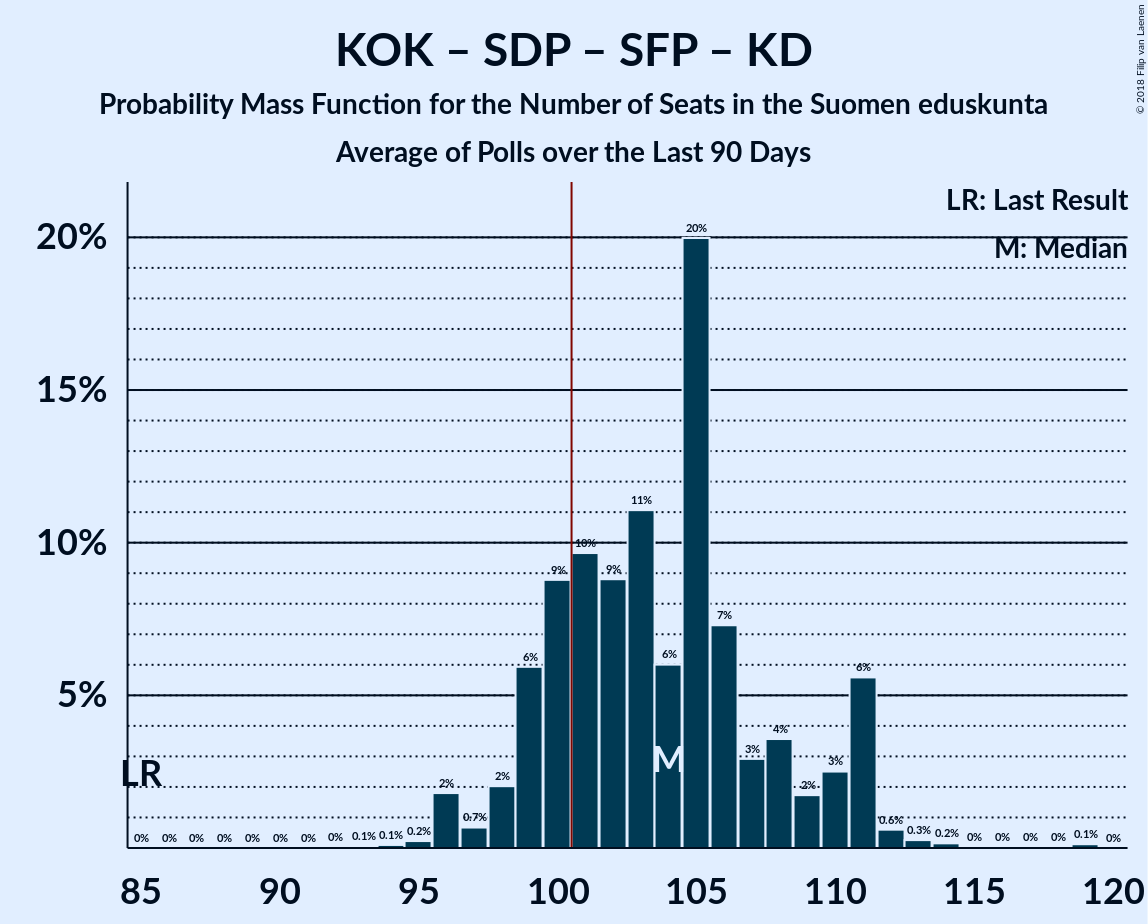 KOK – SDP – SFP – KD
Probability Mass Function for the Number of Seats in the Suomen eduskunta
Average of Polls over the Last 90 Days
© 2018 Filip van Laenen
LR: Last Result
M: Median
20%
15%
10%
5%
LR
M
0% 0% 0% 0% 0% 0% 0% 0% 0.1% 0.1% 0.2% 2% 0.7% 2% 6% 9% 10% 9% 11% 6% 20% 7% 3% 4% 2% 3% 6% 0.6% 0.3% 0.2% 0% 0% 0% 0% 0.1% 0%
85 90 95 100 105 110 115 120